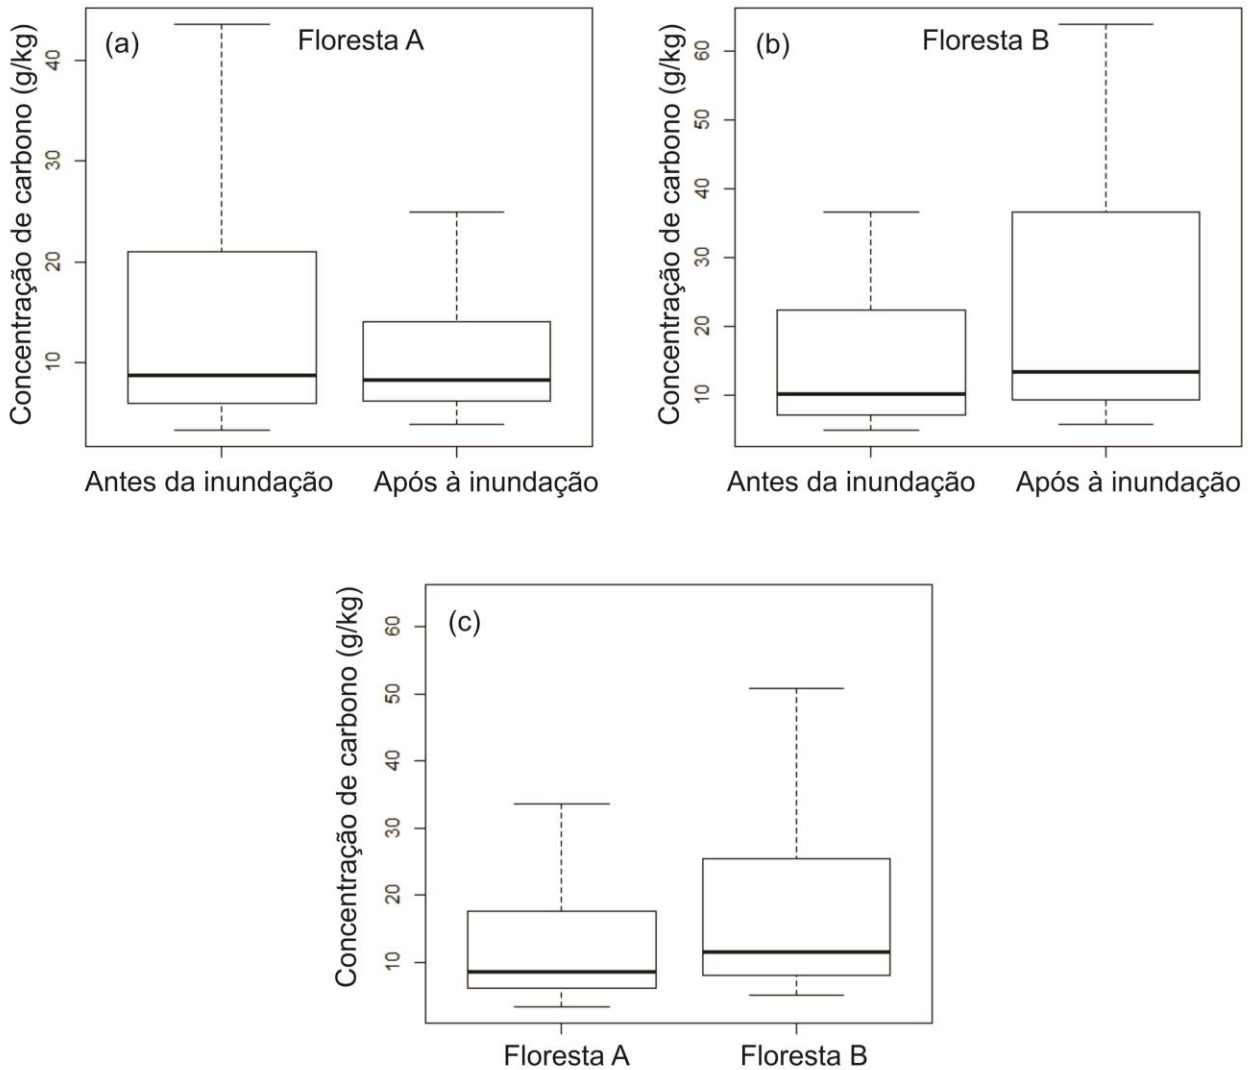 (a) Floresta A
Concentração de carbono (g/kg)
40
30
20
10
Antes da inundação Após à inundação
(b) Floresta B
Concentração de carbono (g/kg)
60
50
40
30
20
10
Antes da inundação Após à inundação
(c)
Concentração de carbono (g/kg)
60
50
40
30
20
10
Floresta A Floresta B